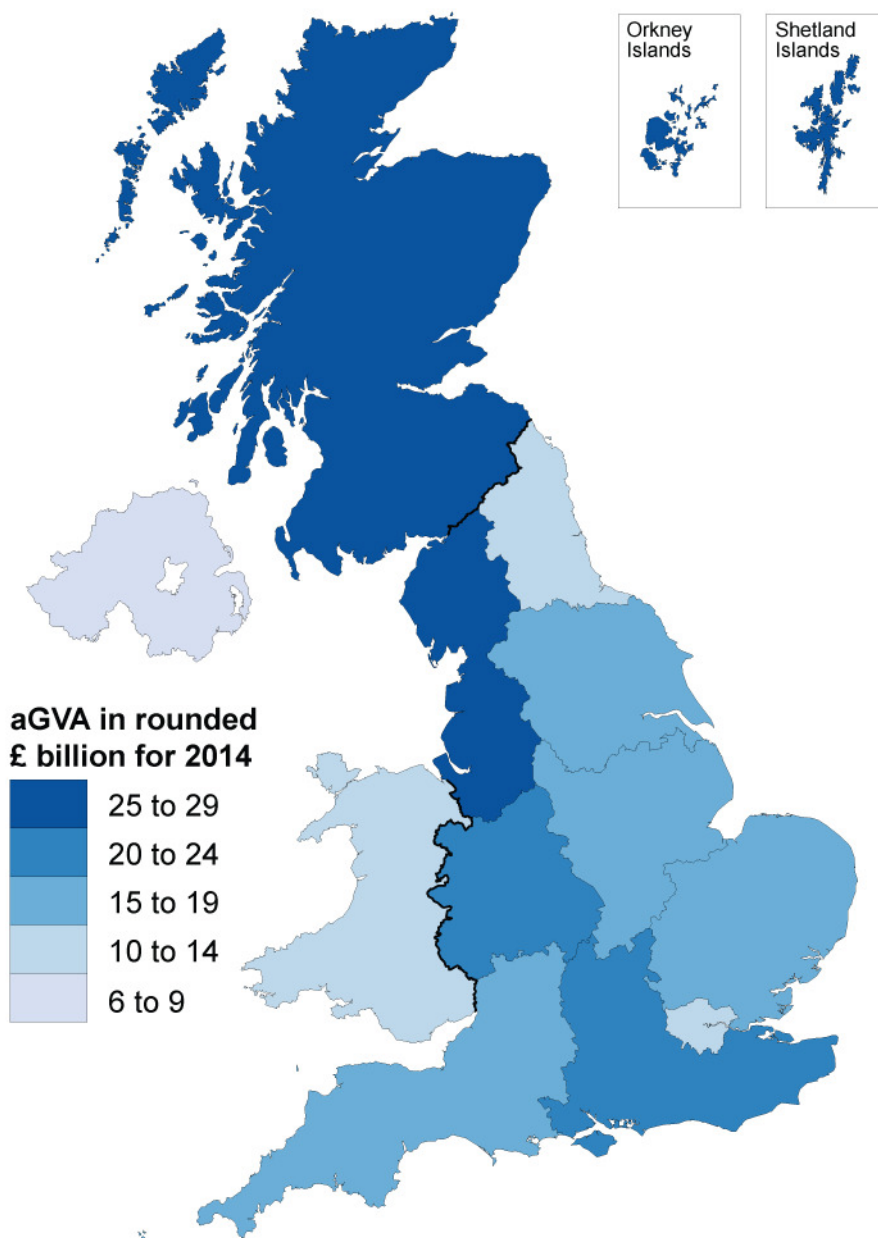 Orkney
Islands
Shetland
Islands
aGVA in rounded
£ billion for 2014
25 to 29
20 to 24
15 to 19
10 to 14
6 to 9